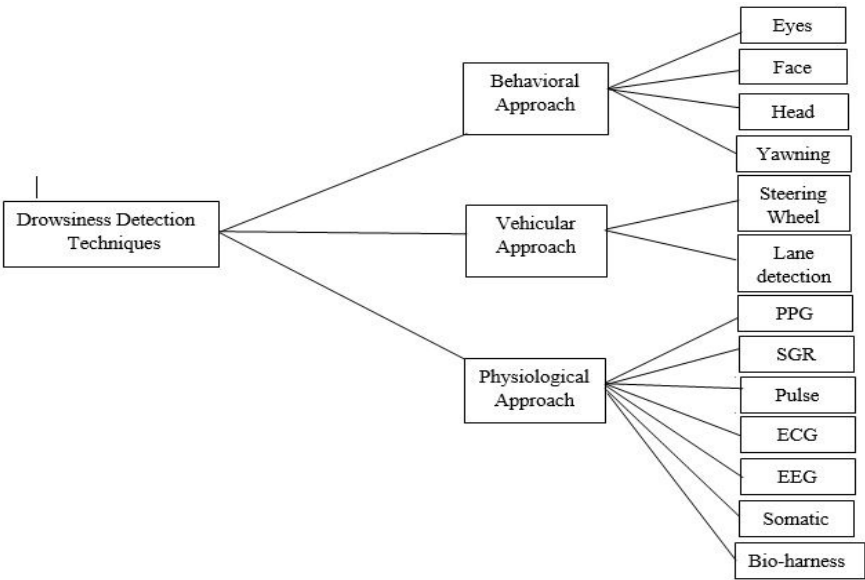 Drowsiness Detection
Techniques
Behavioral
Approach
Eyes
Face
Head
Yawning
Vehicular
Approach
Steering
Wheel
Lane
detection
Physiological
Approach
PPG
SGR
Pulse
ECG
EEG
Somatic
Bio-harness